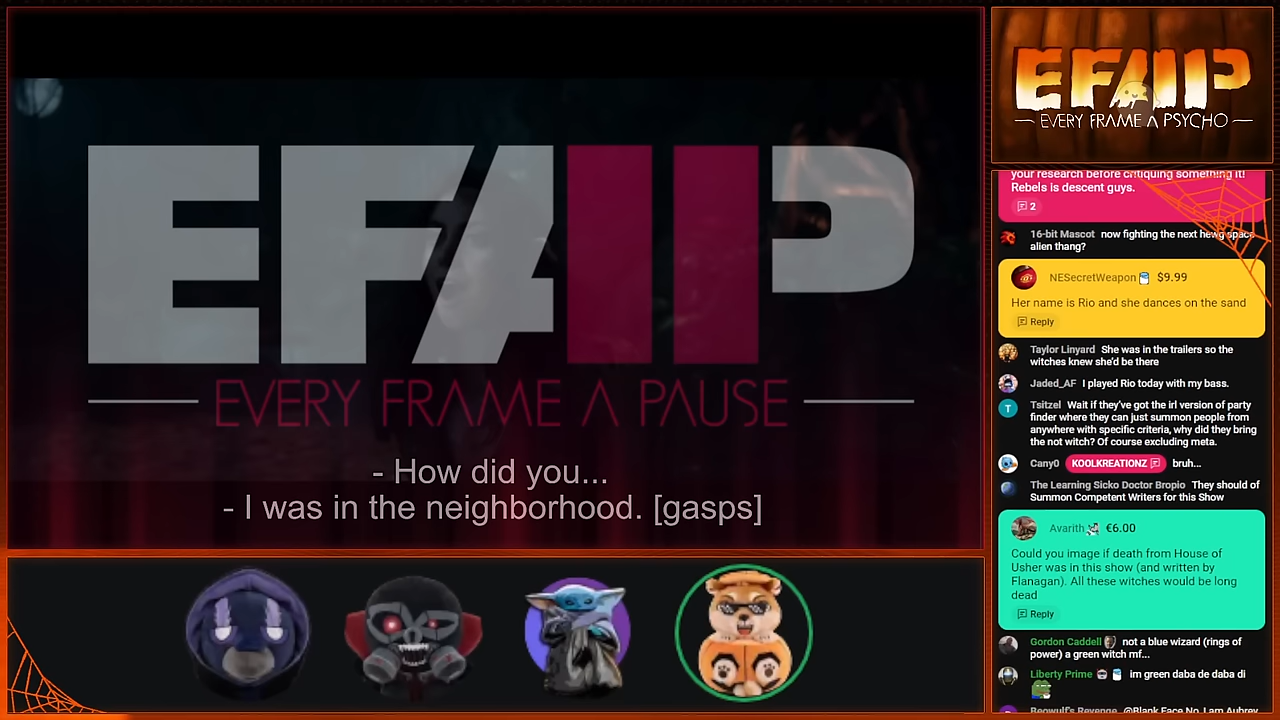 EFAP
EVERY FRAME A PAUSE
- How did you...
- I was in the neighborhood. [gasps]
EFAP
EVERY FRAME A PSYCHO
your research before critiquing something it!
Rebels is descent guys.
2
16-bit Mascot now fighting the next hewg space
alien thang?
NESecretWeapon $9.99
Her name is Rio and she dances on the sand
Reply
Taylor Linyard She was in the trailers so the
witches knew she'd be there
Jaded_AF I played Rio today with my bass.
T
Tsitzel Wait if they've got the irl version of party
finder where they can just summon people from
anywhere with specific criteria, why did they bring
the not witch? Of course excluding meta.
Cany0 KOOLKREATIONZ bruh...
The Learning Sicko Doctor Bropio They should of
Summon Competent Writers for this Show
Avarith €6.00
Could you image if death from House of
Usher was in this show (and written by
Flanagan). All these witches would be long
dead
Reply
Gordon Caddell not a blue wizard (rings of
power) a green witch mf...
Liberty Prime im green daba de daba di
Beowulf's Revenge @Blank Face No, I am Aubrey